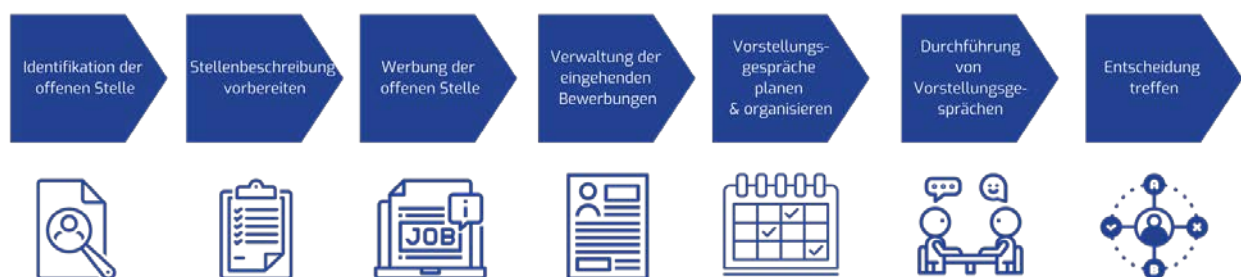 Identifikation der
offenen Stelle
Stellenbeschreibung
vorbereiten
Werbung der
offenen Stelle
Verwaltung der
eingehenden
Bewerbungen
Vorstellungs-
gespräche
planen
& organisieren
Durchführung
von
Vorstellungsge-
sprächen
Entscheidung
treffen
i
JOB